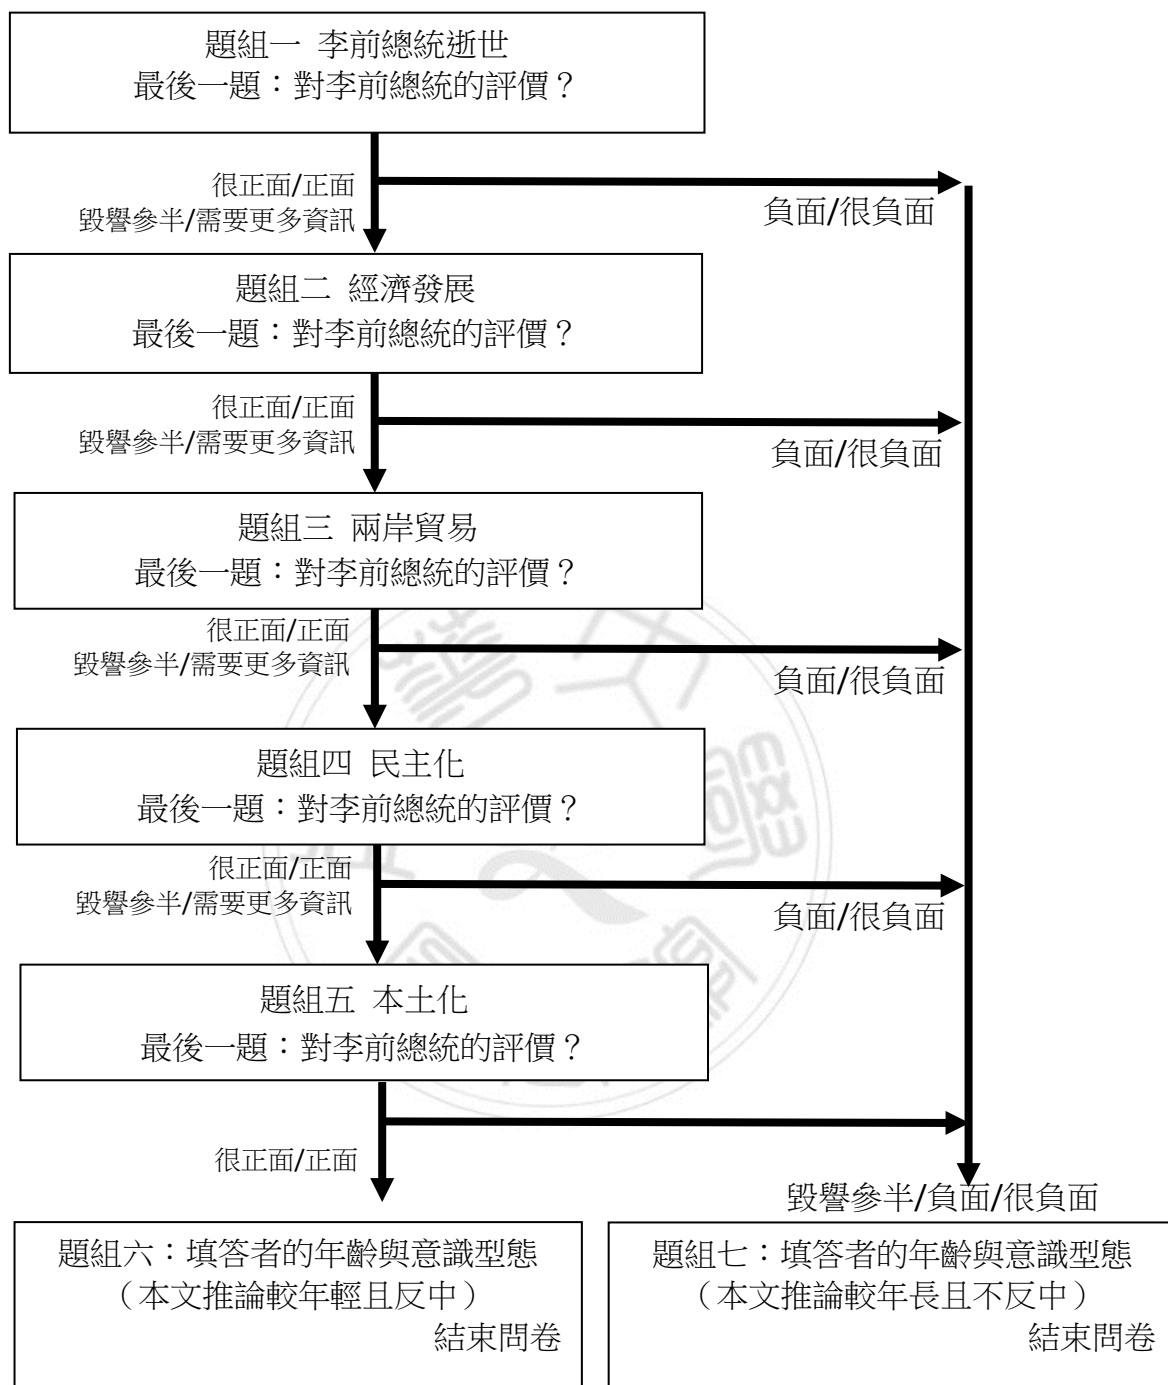 題組一 李前總統逝世
最後一題：對李前總統的評價？
很正面/正面
毀譽參半/需要更多資訊
負面/很負面
題組二 經濟發展
最後一題：對李前總統的評價？
很正面/正面
毀譽參半/需要更多資訊
負面/很負面
題組三 兩岸貿易
最後一題：對李前總統的評價？
很正面/正面
毀譽參半/需要更多資訊
負面/很負面
題組四 民主化
最後一題：對李前總統的評價？
很正面/正面
毀譽參半/需要更多資訊
負面/很負面
題組五 本土化
最後一題：對李前總統的評價？
很正面/正面
毀譽參半/負面/很負面
題組六：填答者的年齡與意識型態
（本文推論較年輕且反中）
結束問卷
題組七：填答者的年齡與意識型態
（本文推論較年長且不反中）
結束問卷